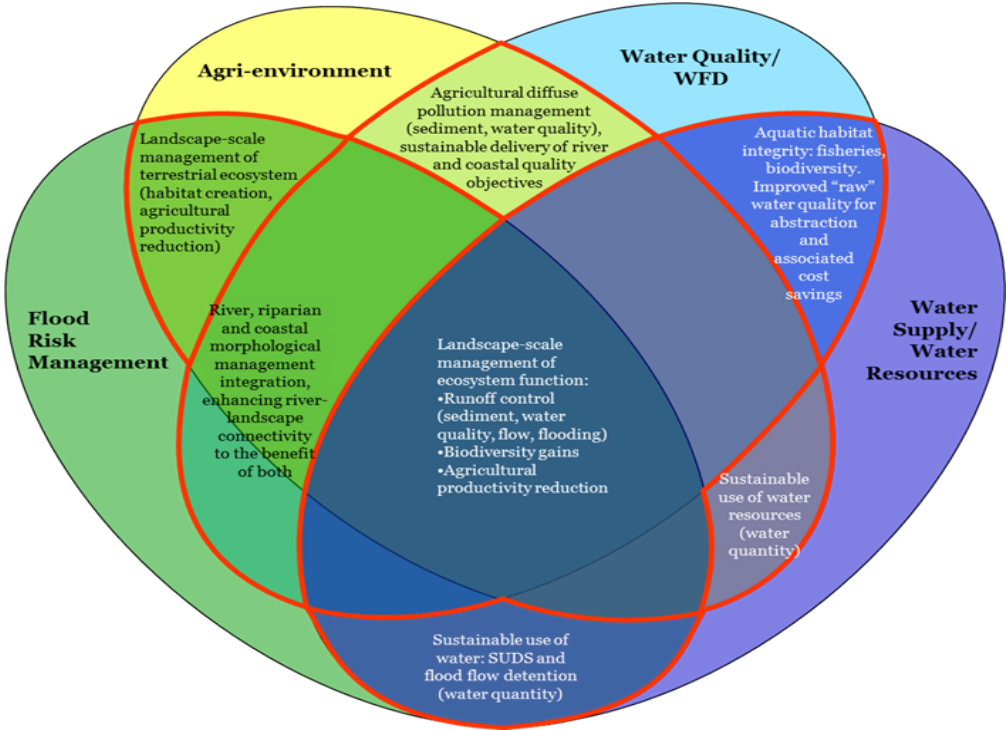 Agri-environment
Water Quality/
WFD
Agricultural diffuse
pollution management
(sediment, water quality),
sustainable delivery of river
and coastal quality
objectives
Landscape-scale
management of
terrestrial ecosystem
(habitat creation,
agricultural
productivity
reduction)
Aquatic habitat
integrity: fisheries,
biodiversity.
Improved “raw”
water quality for
abstraction
and
associated
cost
savings
Flood
Risk
Management
River, riparian
and coastal
morphological
management
integration,
enhancing river-
landscape
connectivity
to the benefit
of both
Landscape-scale
management of
ecosystem function:
•Runoff control
(sediment, water
quality, flow, flooding)
•Biodiversity gains
•Agricultural
productivity reduction
Water
Supply/
Water
Resources
Sustainable
use of water
resources
(water
quantity)
Sustainable use of
water: SUDS and
flood flow detention
(water quantity)